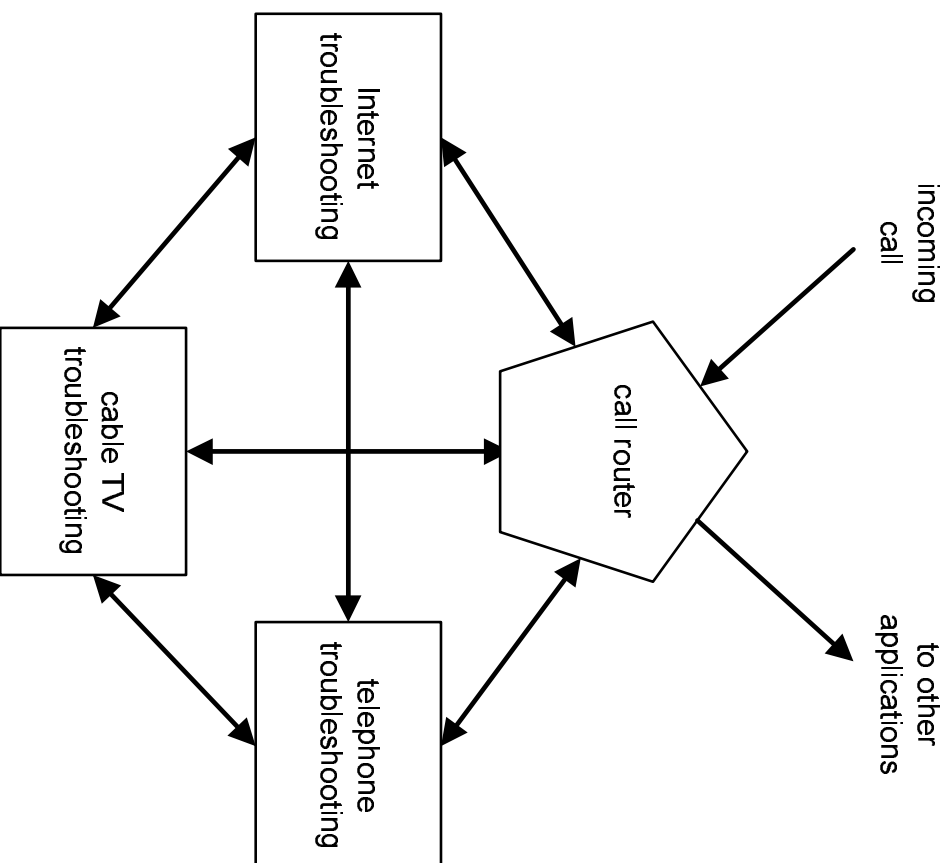 incoming
call
to other
applications
call router
Internet
troubleshooting
telephone
troubleshooting
cable TV
troubleshooting